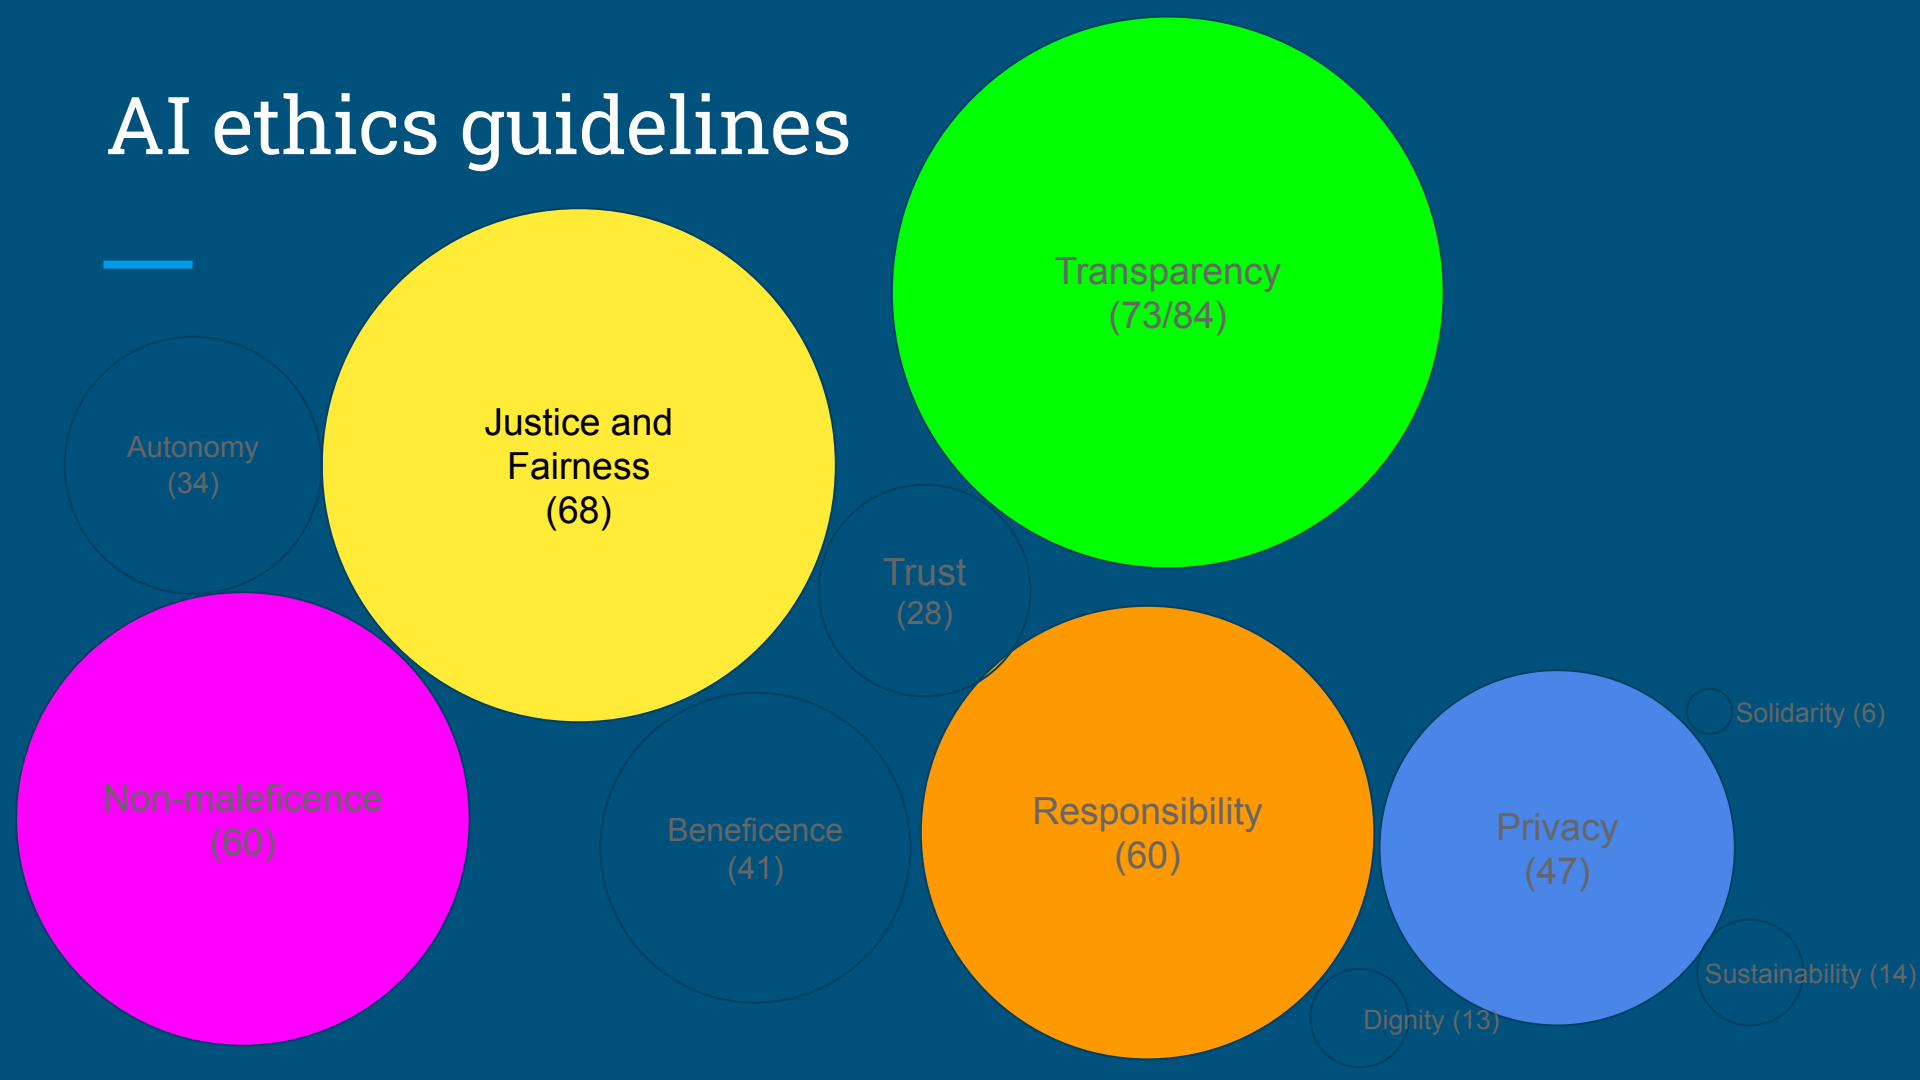 AI ethics guidelines
Transparency
(73/84)
Justice and
Fairness
(68)
Autonomy
(34)
Trust
(28)
Non-maleficence
(60)
Beneficence
(41)
Responsibility
(60)
Privacy
(47)
Solidarity (6)
Sustainability (14)
Dignity (13)